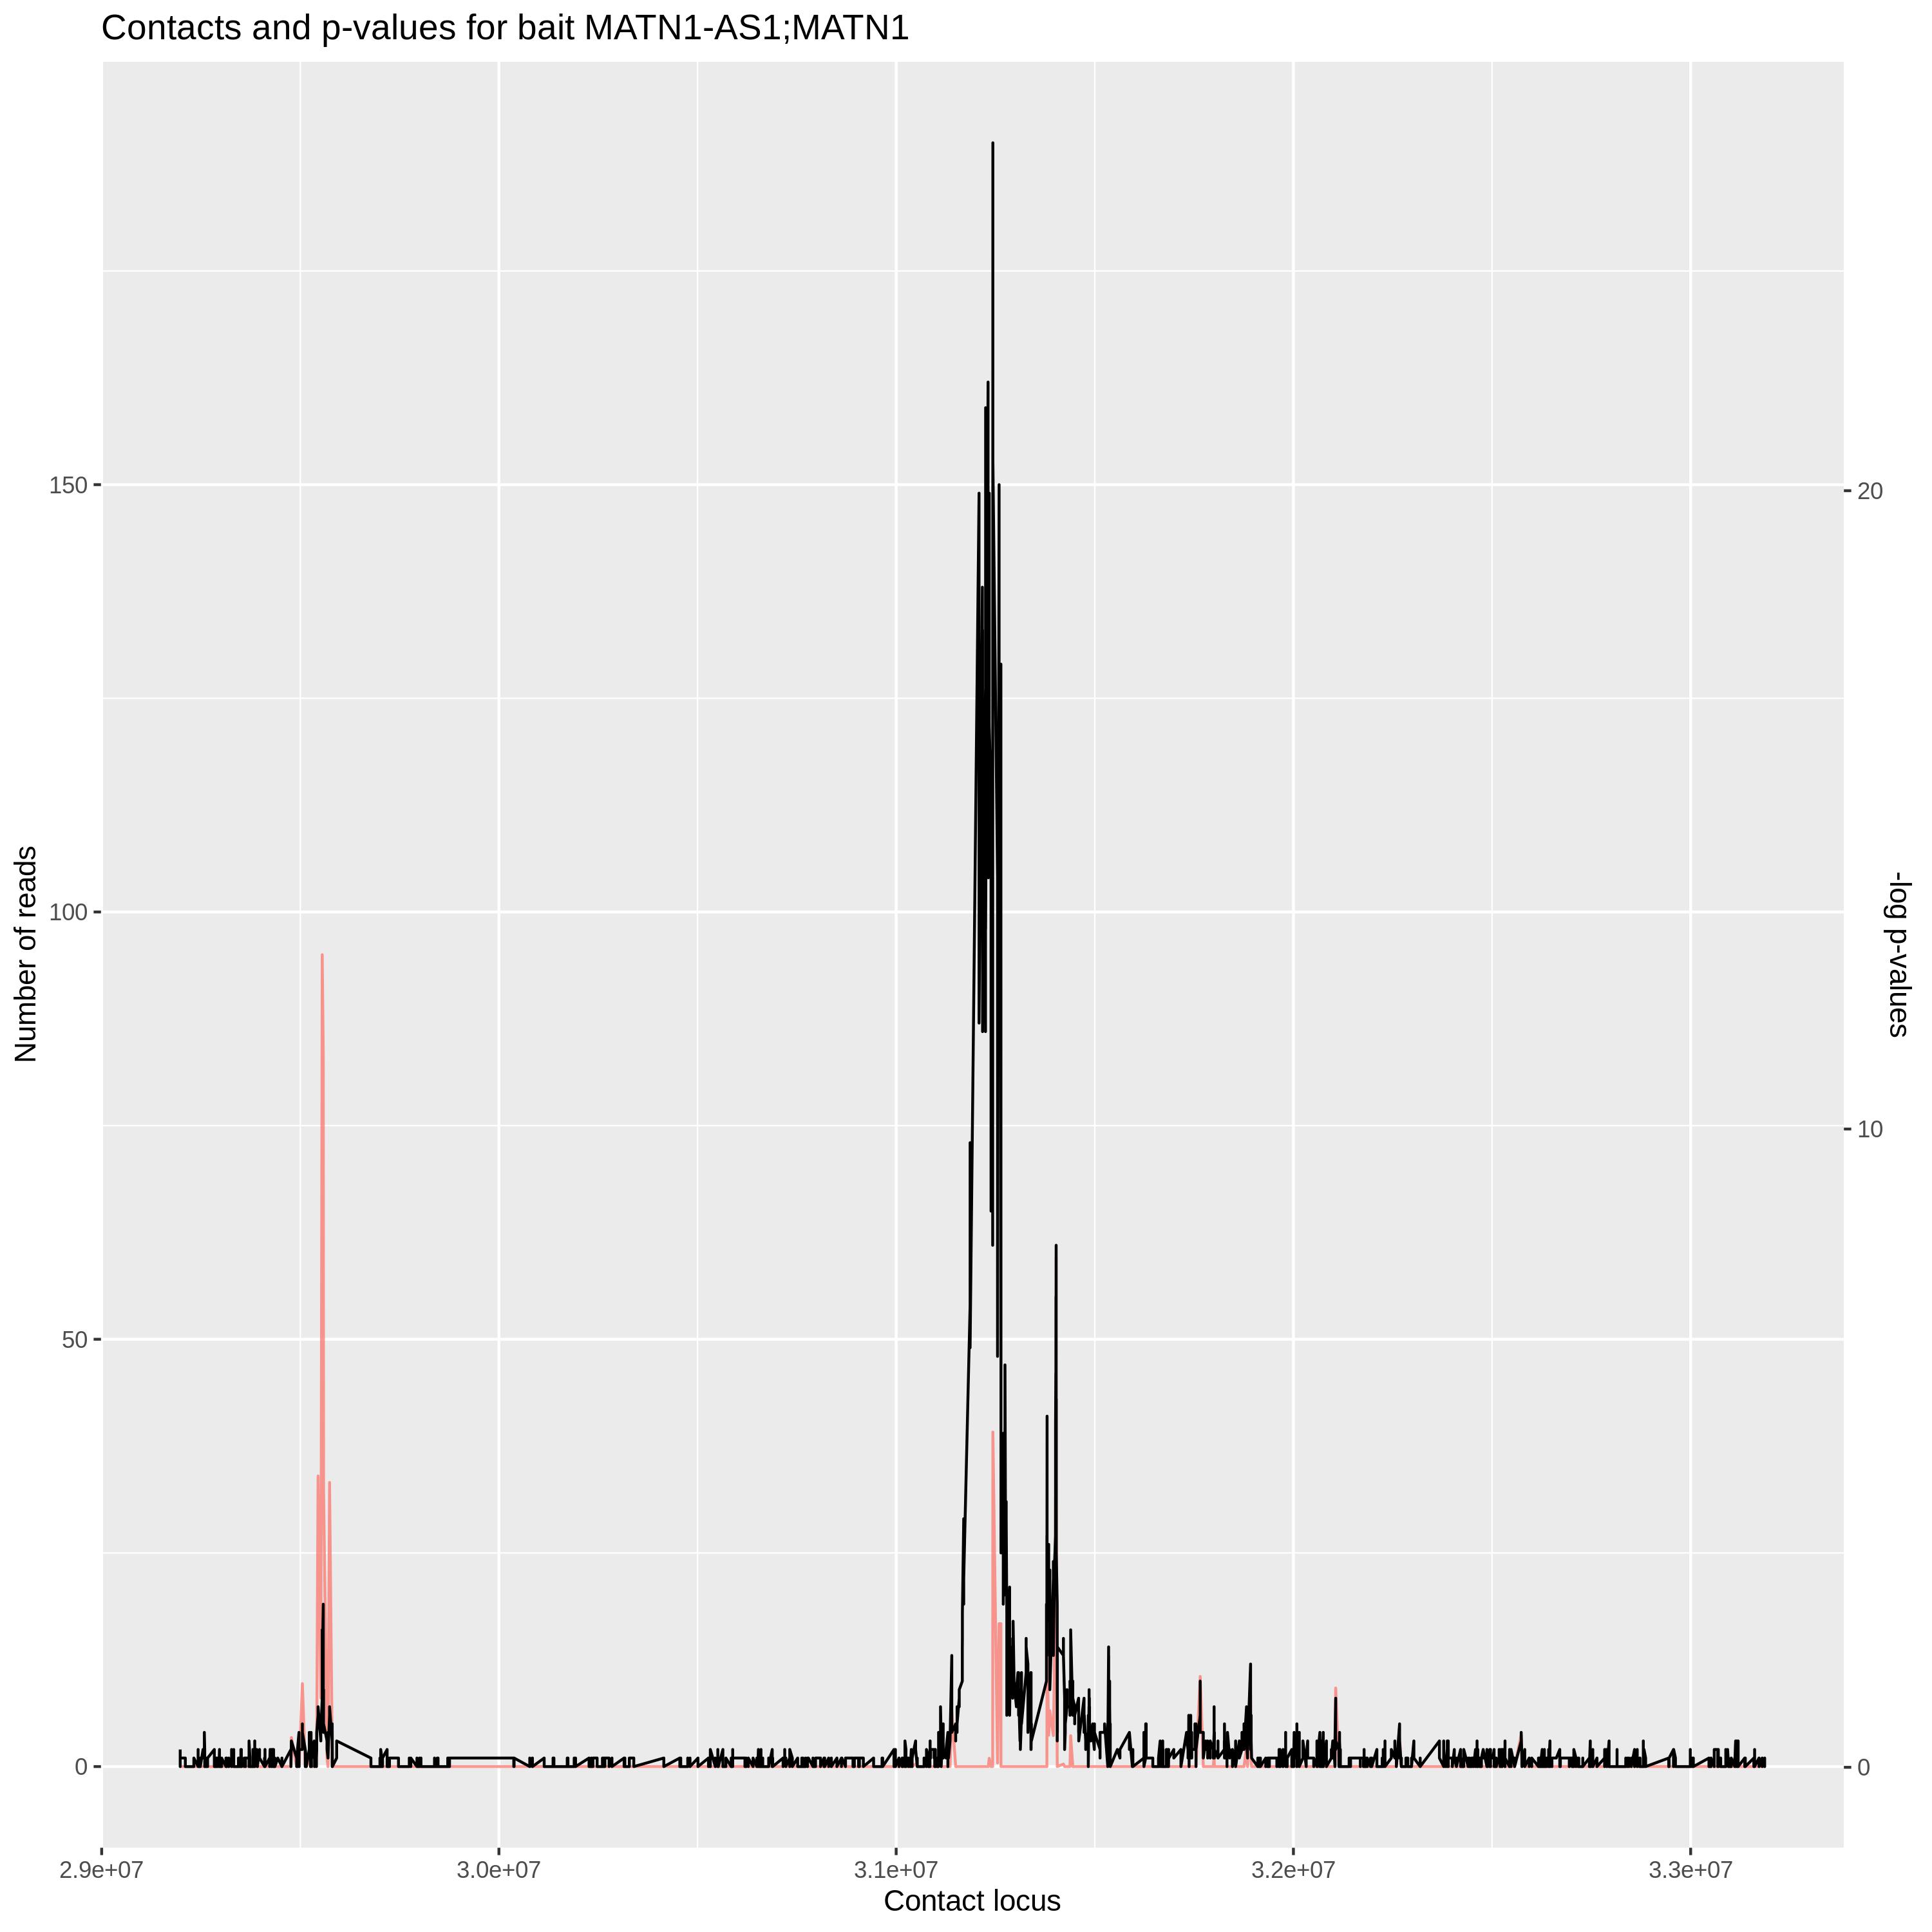 Contacts and p-values for bait MATN1-AS1;MATN1
Number of reads
150
100
50
0
20
10
0
-log p-values
2.9e+07 3.0e+07 3.1e+07 3.2e+07 3.3e+07
Contact locus